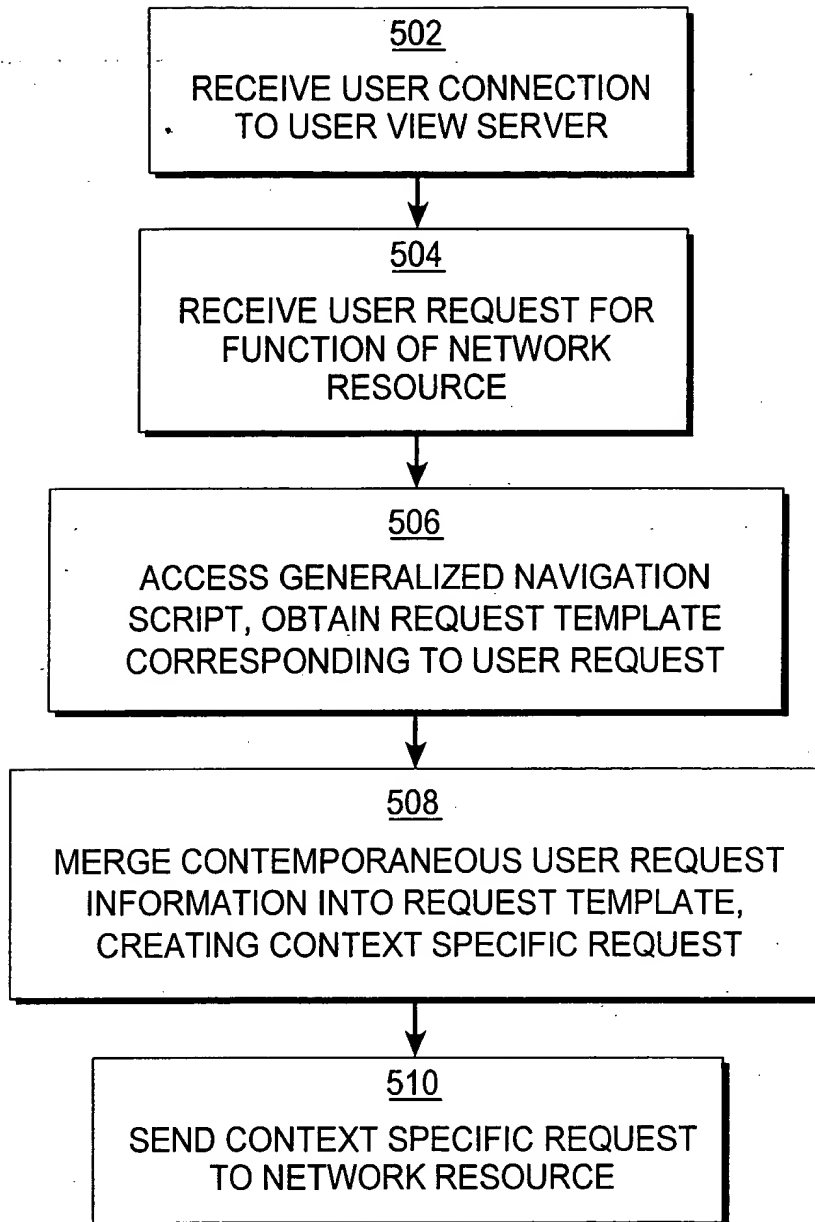 502
RECEIVE USER CONNECTION
TO USER VIEW SERVER
504
RECEIVE USER REQUEST FOR
FUNCTION OF NETWORK
RESOURCE
506
ACCESS GENERALIZED NAVIGATION
SCRIPT, OBTAIN REQUEST TEMPLATE
CORRESPONDING TO USER REQUEST
508
MERGE CONTEMPORANEOUS USER REQUEST
INFORMATION INTO REQUEST TEMPLATE,
CREATING CONTEXT SPECIFIC REQUEST
510
SEND CONTEXT SPECIFIC REQUEST
TO NETWORK RESOURCE